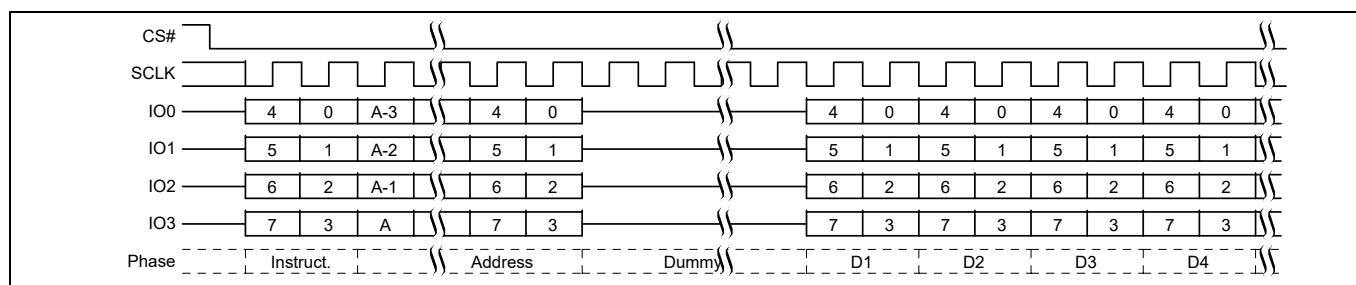 CS#
SCLK
IO0 4 0 A-3 4 0 4 0 4 0 4 0 4 0
IO1 5 1 A-2 5 1 5 1 5 1 5 1 5 1
IO2 6 2 A-1 6 2 6 2 6 2 6 2 6 2
IO3 7 3 A 7 3 7 3 7 3 7 3 7 3
Phase Instruct. Address Dummy D1 D2 D3 D4